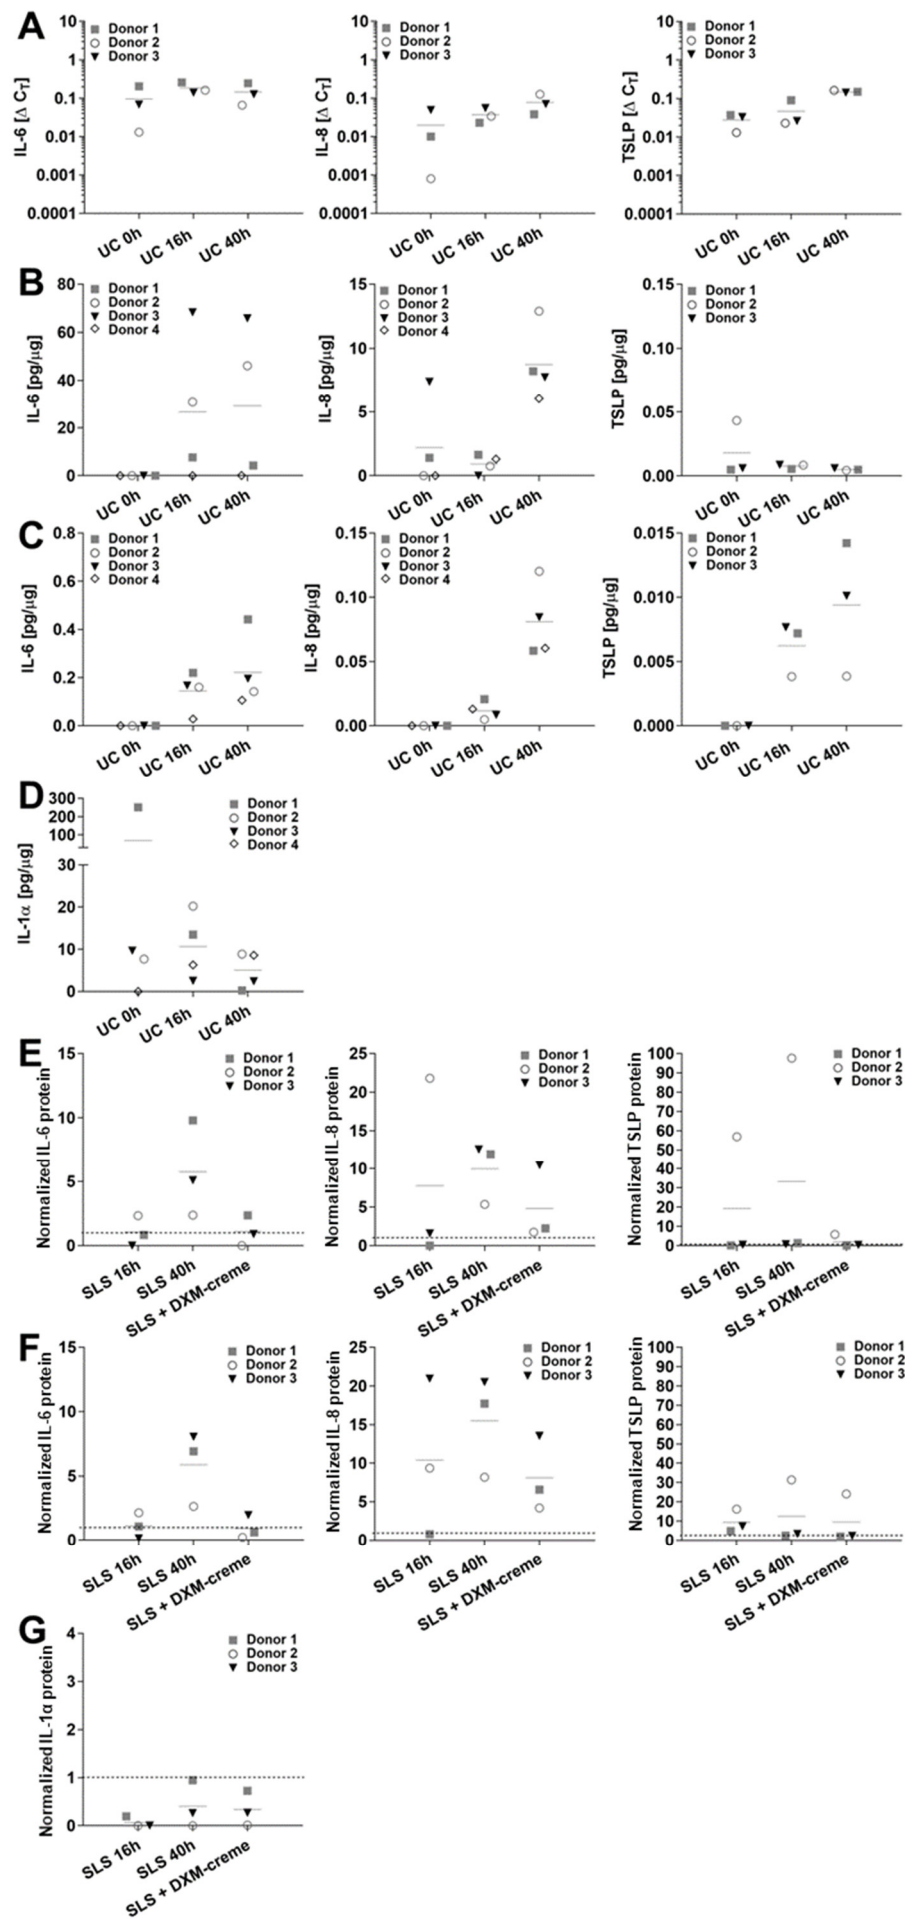 A
IL-6 [Δ CT]
10
1
0.1
0.01
0.001
0.0001
Donor 1
Donor 2
Donor 3
UC 0h
UC 16h
UC 40h
IL-8 [Δ CT]
10
1
0.1
0.01
0.001
0.0001
Donor 1
Donor 2
Donor 3
UC 0h
UC 16h
UC 40h
TSLP [Δ CT]
10
1
0.1
0.01
0.001
0.0001
Donor 1
Donor 2
Donor 3
UC 0h
UC 16h
UC 40h
B
IL-6 [pg/μg]
80
60
40
20
0
Donor 1
Donor 2
Donor 3
Donor 4
UC 0h
UC 16h
UC 40h
IL-8 [pg/μg]
15
10
5
0
Donor 1
Donor 2
Donor 3
Donor 4
UC 0h
UC 16h
UC 40h
TSLP [pg/μg]
0.15
0.10
0.05
0.00
Donor 1
Donor 2
Donor 3
UC 0h
UC 16h
UC 40h
C
IL-6 [pg/μg]
0.8
0.6
0.4
0.2
0.0
Donor 1
Donor 2
Donor 3
Donor 4
UC 0h
UC 16h
UC 40h
IL-8 [pg/μg]
0.15
0.10
0.05
0.00
Donor 1
Donor 2
Donor 3
Donor 4
UC 0h
UC 16h
UC 40h
TSLP [pg/μg]
0.015
0.010
0.005
0.000
Donor 1
Donor 2
Donor 3
UC 0h
UC 16h
UC 40h
D
IL-1α [pg/μg]
300
200
100
30
20
10
0
Donor 1
Donor 2
Donor 3
Donor 4
UC 0h
UC 16h
UC 40h
E
Normalized IL-6 protein
15
10
5
0
Donor 1
Donor 2
Donor 3
SLS 16h
SLS 40h
SLS + DXM-creme
Normalized IL-8 protein
25
20
15
10
5
0
Donor 1
Donor 2
Donor 3
SLS 16h
SLS 40h
SLS + DXM-creme
Normalized TSLP protein
100
90
80
70
60
50
40
30
20
10
0
Donor 1
Donor 2
Donor 3
SLS 16h
SLS 40h
SLS + DXM-creme
F
Normalized IL-6 protein
15
10
5
0
Donor 1
Donor 2
Donor 3
SLS 16h
SLS 40h
SLS + DXM-creme
Normalized IL-8 protein
25
20
15
10
5
0
Donor 1
Donor 2
Donor 3
SLS 16h
SLS 40h
SLS + DXM-creme
Normalized TSLP protein
100
90
80
70
60
50
40
30
20
10
0
Donor 1
Donor 2
Donor 3
SLS 16h
SLS 40h
SLS + DXM-creme
G
Normalized IL-1α protein
4
3
2
1
0
Donor 1
Donor 2
Donor 3
SLS 16h
SLS 40h
SLS + DXM-creme